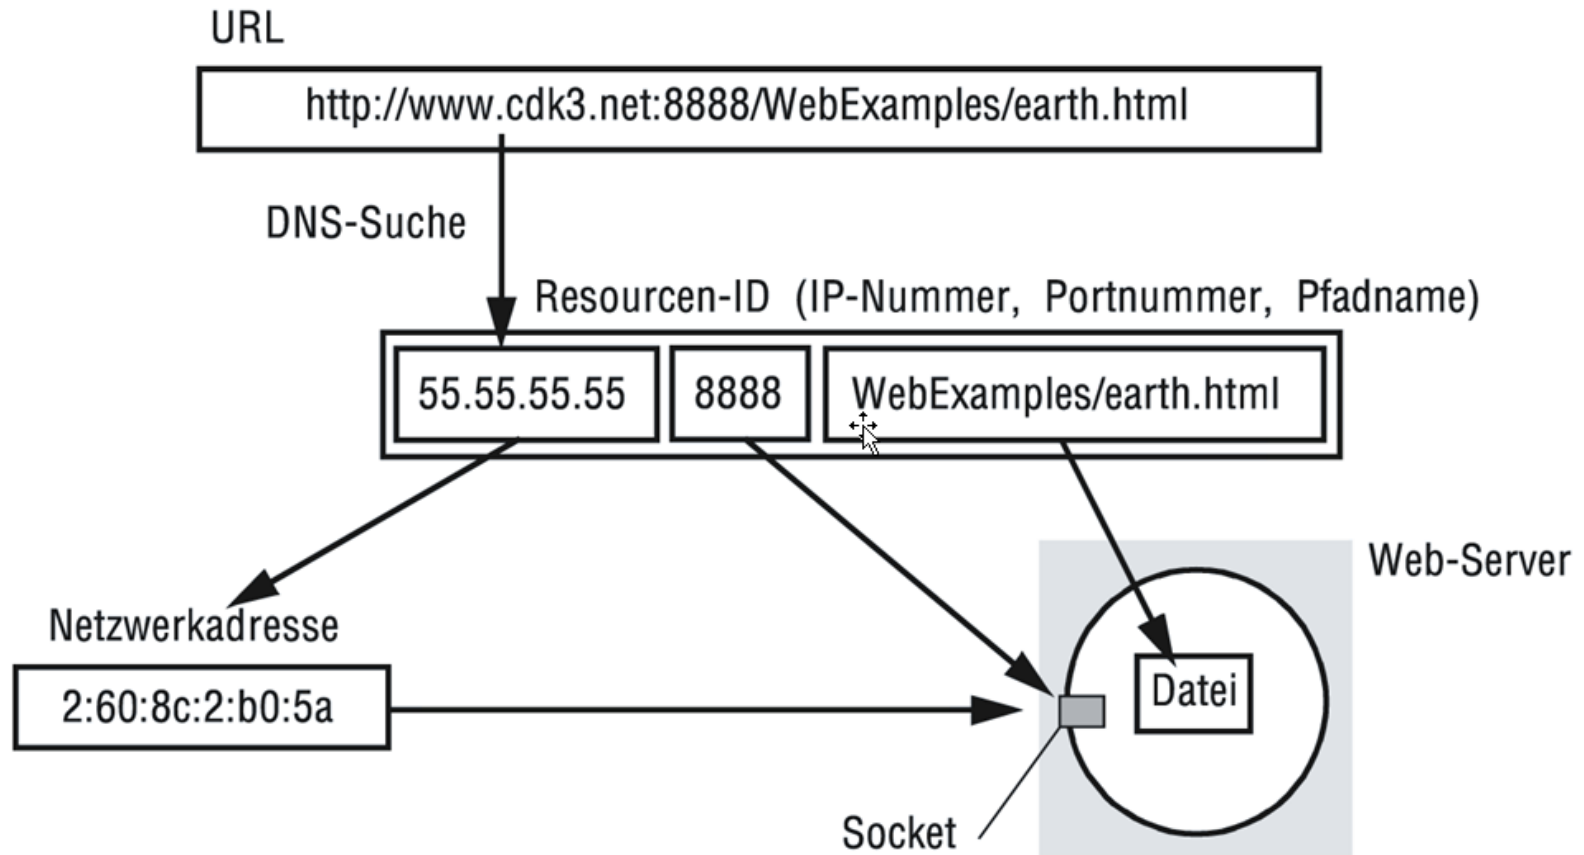 URL
http://www.cdk3.net:8888/WebExamples/earth.html
DNS-Suche
Resourcen-ID (IP-Nummer, Portnummer, Pfadname)
55.55.55.55
8888
WebExamples/earth.html
Web-Server
Netzwerkadresse
2:60:8c:2:b0:5a
Datei
Socket